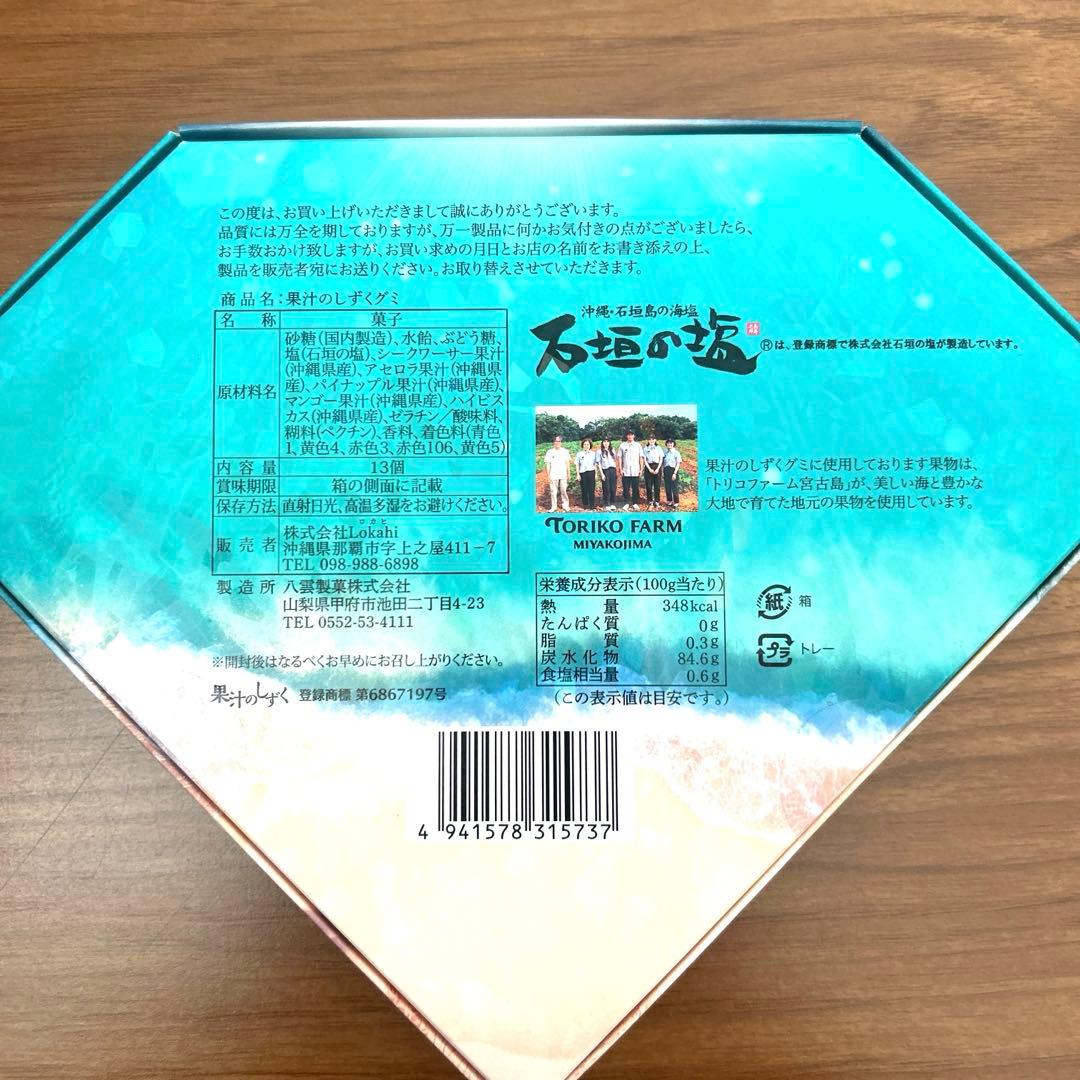 この度は、お買い上げいただきまして誠にありがとうございます。
品質には万全を期しておりますが、万一製品に何かお気付きの点がございましたら、
お手数おかけ致しますが、お買い求めの月日とお店の名前をお書き添えの上、
製品を販売者宛にお送りください。お取り替えさせていただきます。
商品名:果汁のしずくグミ
名称 菓子
原材料名 砂糖(国内製造)、水飴、ぶどう糖、
塩(石垣の塩)、シークワーサー果汁
(沖縄県産)、アセロラ果汁(沖縄県
産)、パイナップル果汁(沖縄県産)、
マンゴー果汁(沖縄県産)、ハイビス
カス(沖縄県産)、ゼラチン/酸味料、
糊料(ペクチン)、香料、着色料(青色
1、黄色4、赤色3、赤色106、黄色5)
内容量 13個
賞味期限 箱の側面に記載
保存方法 直射日光、高温多湿をお避けください。
販売者 株式会社Lokahi
ロカヒ
沖縄県那覇市字上之屋411-7
TEL 098-988-6898
製造所 八雲製菓株式会社
山梨県甲府市池田二丁目4-23
TEL 0552-53-4111
※開封後はなるべくお早めにお召し上がりください。
果汁のしずく 登録商標 第6867197号
沖縄・石垣島の海塩
石垣の塩
®は、登録商標で株式会社石垣の塩が製造しています。
TORIKO FARM
MIYAKOJIMA
果汁のしずくグミに使用しております果物は、
「トリコファーム宮古島」が、美しい海と豊かな
大地で育てた地元の果物を使用しています。
栄養成分表示(100g当たり)
熱量 348kcal
たんぱく質 0g
脂質 0.3g
炭水化物 84.6g
食塩相当量 0.6g
(この表示値は目安です。)
紙 箱
プラ トレー
4 941578 315737